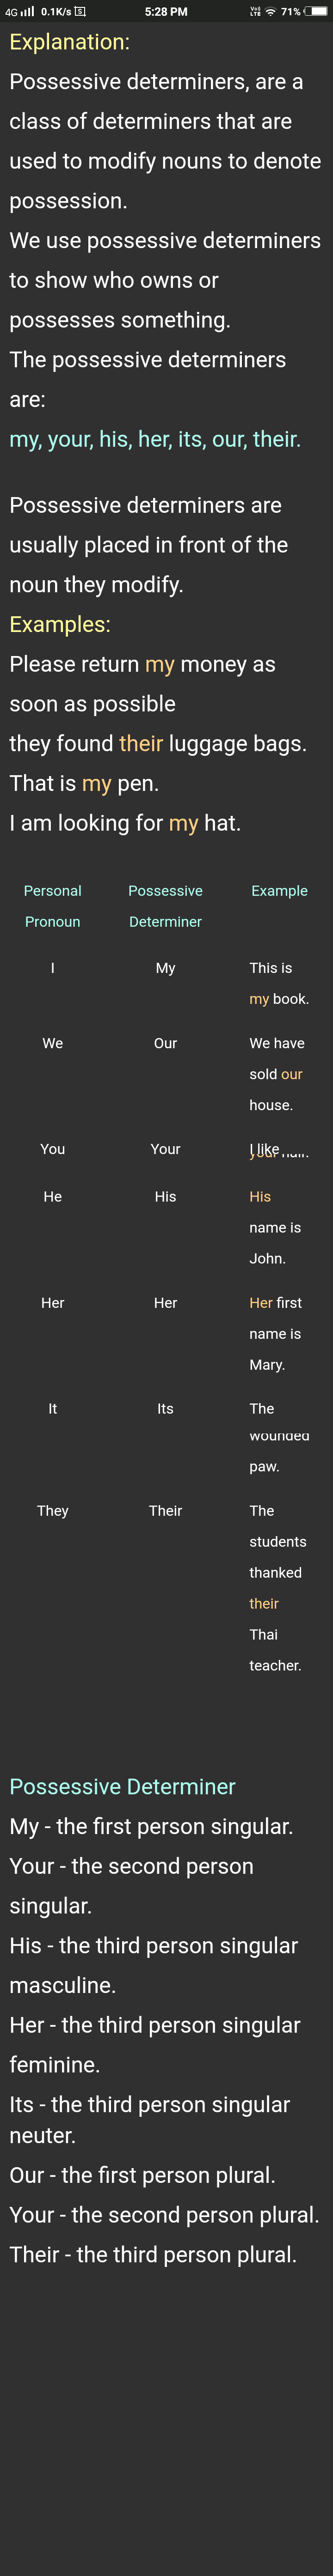 4G 0.1K/s 5:28 PM VoI LTE 71%
Explanation:
Possessive determiners, are a
class of determiners that are
used to modify nouns to denote
possession.
We use possessive determiners
to show who owns or
possesses something.
The possessive determiners
are:
my, your, his, her, its, our, their.
Possessive determiners are
usually placed in front of the
noun they modify.
Examples:
Please return my money as
soon as possible
they found their luggage bags.
That is my pen.
I am looking for my hat.
Personal Possessive Example
Pronoun Determiner
I My This is
my book.
We Our We have
sold our
house.
You Your I like
He His His
name is
John.
Her Her Her first
name is
Mary.
It Its The
wounded
paw.
They Their The
students
thanked
their
Thai
teacher.
Possessive Determiner
My - the first person singular.
Your - the second person
singular.
His - the third person singular
masculine.
Her - the third person singular
feminine.
Its - the third person singular
neuter.
Our - the first person plural.
Your - the second person plural.
Their - the third person plural.